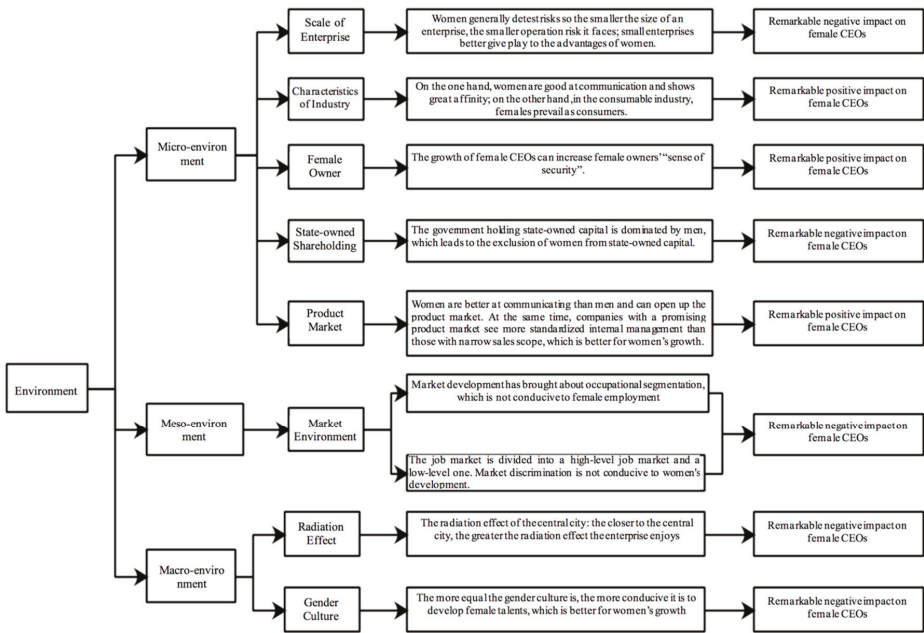 Scale of
Enterprise
Women generally detestrisks so the smaller the size of an
enterprise, the smaller operation risk it faces; small enterprises
better give play to the advantages of women.
Remarkable negative impact on
female CEOs
Characteristics
of Industry
On the one hand, women are good at communication and shows
great affinity; on the other hand ,in the consumable industry,
females prevail as consumers.
Remarkable positive impact on
female CEOs
Micro-environ
ment
Female
Owner
The growth of female CEOs can increase female owners' "sense of
security".
Remarkable positive impact on
female CEOs
State-owned
Shareholding
The government holding state-owned capital is dominated by men,
which leads to the exclusion of women from state-owned capital.
Remarkable negative impact on
female CEOs
Product
Market
Women are better at communicating than men and can open up the
product market. At the same time, companies with a promising
product market see more standardized internal management than
those with narrow sales scope, which is better for women's growth.
Remarkable positive impact on
female CEOs
Environment
Meso-environ
ment
Market
Environment
Market development has brought about occupational segmentation,
which is not conducive to female employment
The job market is divided into a high-level job market and a
low-level one. Market discrimination is not conducive to women's
development.
Remarkable negative impact on
female CEOs
Macro-enviro
nment
Radiation
Effect
The radiation effect of the central city: the closer to the central
city, the greater the radiation effect the enterprise enjoys
Remarkable negative impact on
female CEOs
Gender
Culture
The more equal the gender culture is, the more conducive it is to
develop female talents, which is better for women's growth
Remarkable negative impact on
female CEOs